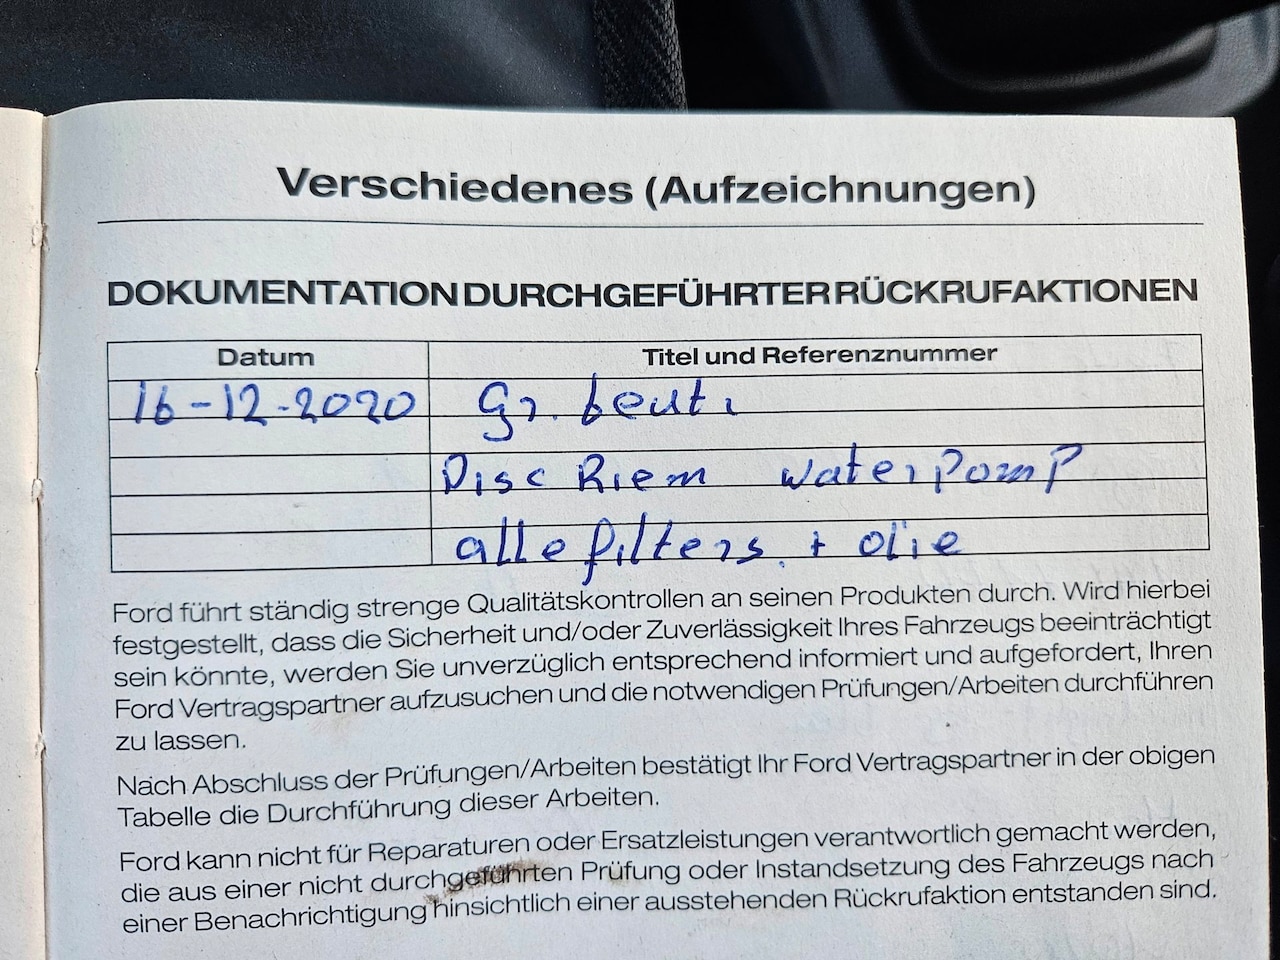 Verschiedenes (Aufzeichnungen)
DOKUMENTATION DURCHGEFÜHRTER RÜCKRUFAKTIONEN
Datum Titel und Referenznummer
16-12-2020 gr. beurt
Disc Riem waterpomp
alle filters + olie
Ford führt ständig strenge Qualitätskontrollen an seinen Produkten durch. Wird hierbei
festgestellt, dass die Sicherheit und/oder Zuverlässigkeit Ihres Fahrzeugs beeinträchtigt
sein könnte, werden Sie unverzüglich entsprechend informiert und aufgefordert, Ihren
Ford Vertragspartner aufzusuchen und die notwendigen Prüfungen/Arbeiten durchführen
zu lassen.
Nach Abschluss der Prüfungen/Arbeiten bestätigt Ihr Ford Vertragspartner in der obigen
Tabelle die Durchführung dieser Arbeiten.
Ford kann nicht für Reparaturen oder Ersatzleistungen verantwortlich gemacht werden,
die aus einer nicht durchgeführten Prüfung oder Instandsetzung des Fahrzeugs nach
einer Benachrichtigung hinsichtlich einer ausstehenden Rückrufaktion entstanden sind.